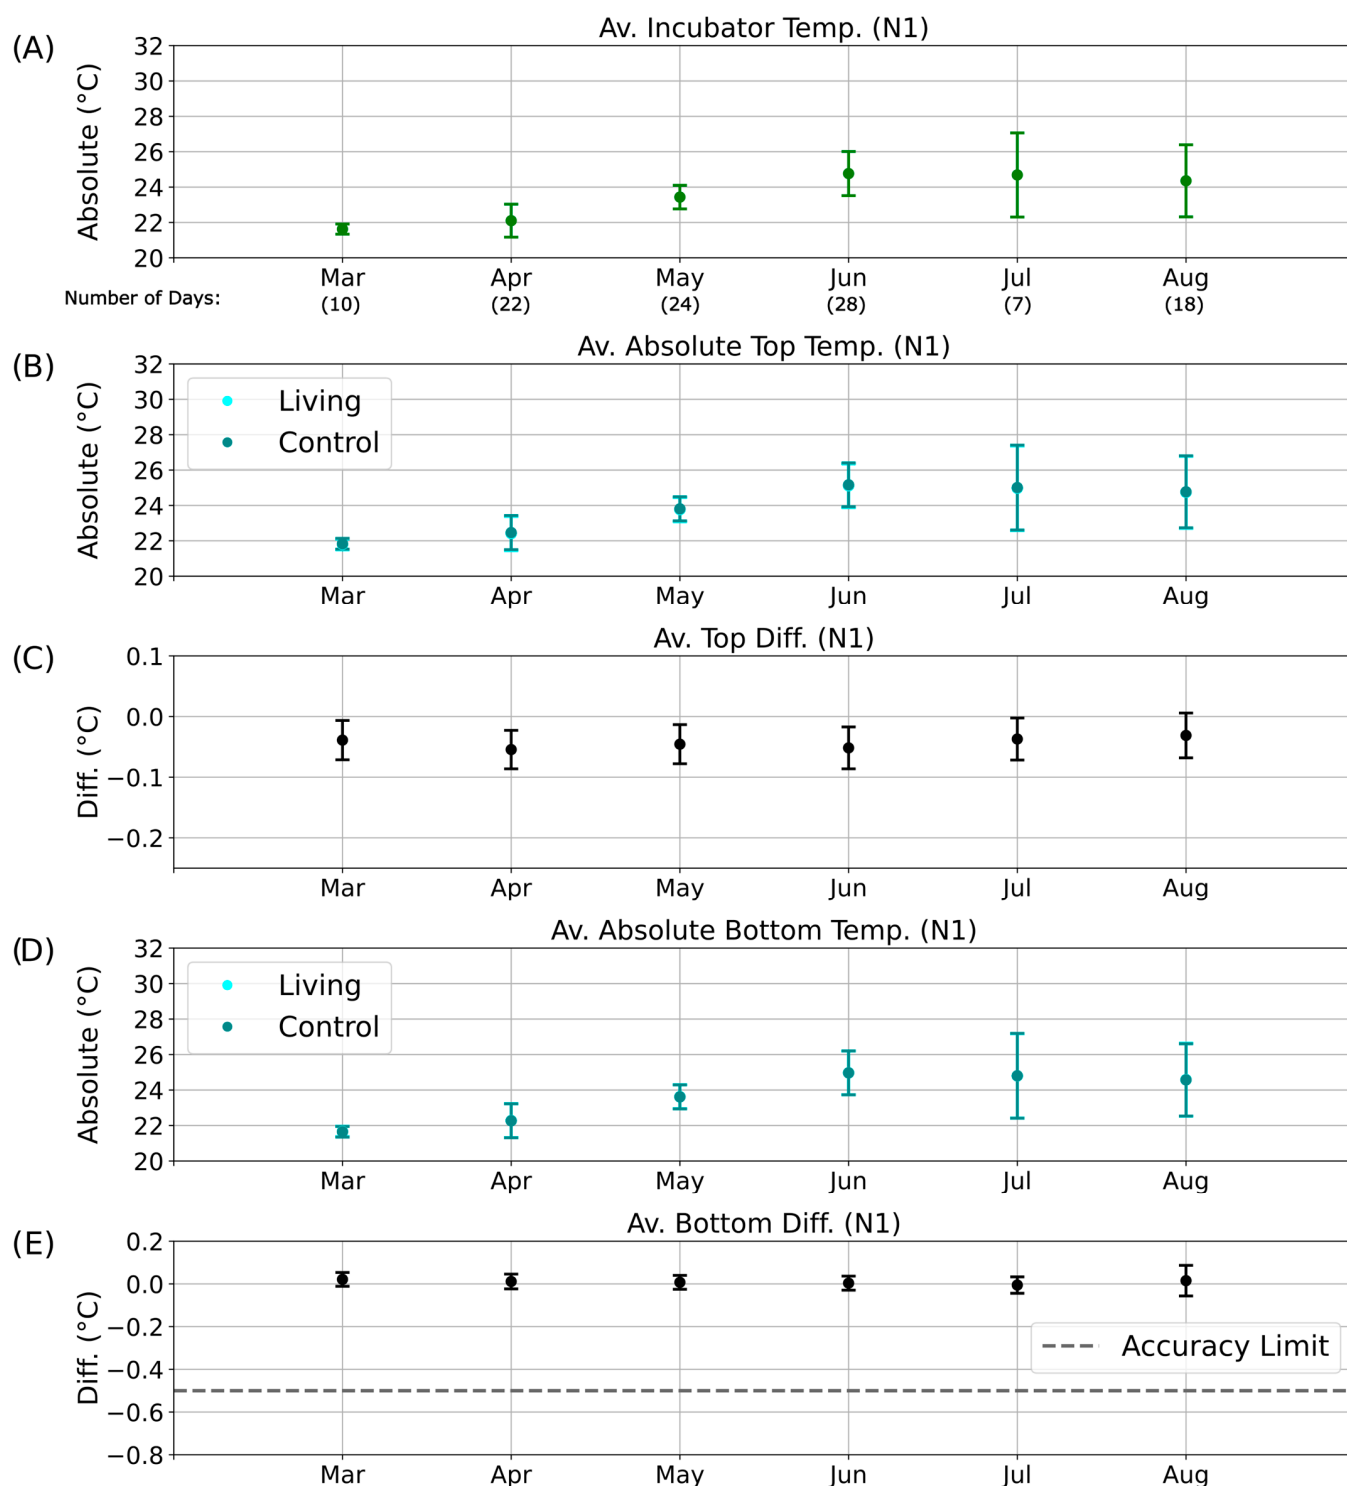 (A)
Av. Incubator Temp. (N1)
Absolute (°C)
32
30
28
26
24
22
20
Mar Apr May Jun Jul Aug
Number of Days: (10) (22) (24) (28) (7) (18)
(B)
Av. Absolute Top Temp. (N1)
Absolute (°C)
32
30
28
26
24
22
20
Living
Control
Mar Apr May Jun Jul Aug
(C)
Av. Top Diff. (N1)
Diff. (°C)
0.1
0.0
−0.1
−0.2
Mar Apr May Jun Jul Aug
(D)
Av. Absolute Bottom Temp. (N1)
Absolute (°C)
32
30
28
26
24
22
20
Living
Control
Mar Apr May Jun Jul Aug
(E)
Av. Bottom Diff. (N1)
Diff. (°C)
0.2
0.0
−0.2
−0.4
−0.6
−0.8
Accuracy Limit
Mar Apr May Jun Jul Aug